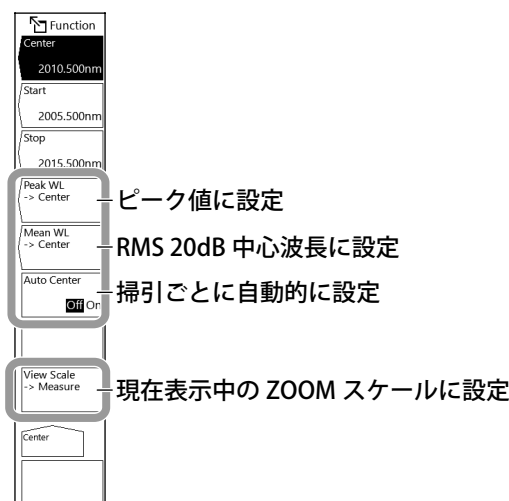 Function
Center
2010.500nm
Start
2005.500nm
Stop
2015.500nm
Peak WL
-> Center
ピーク値に設定
Mean WL
-> Center
RMS 20dB 中心波長に設定
Auto Center
Off On
掃引ごとに自動的に設定
View Scale
-> Measure
現在表示中の ZOOM スケールに設定
Center